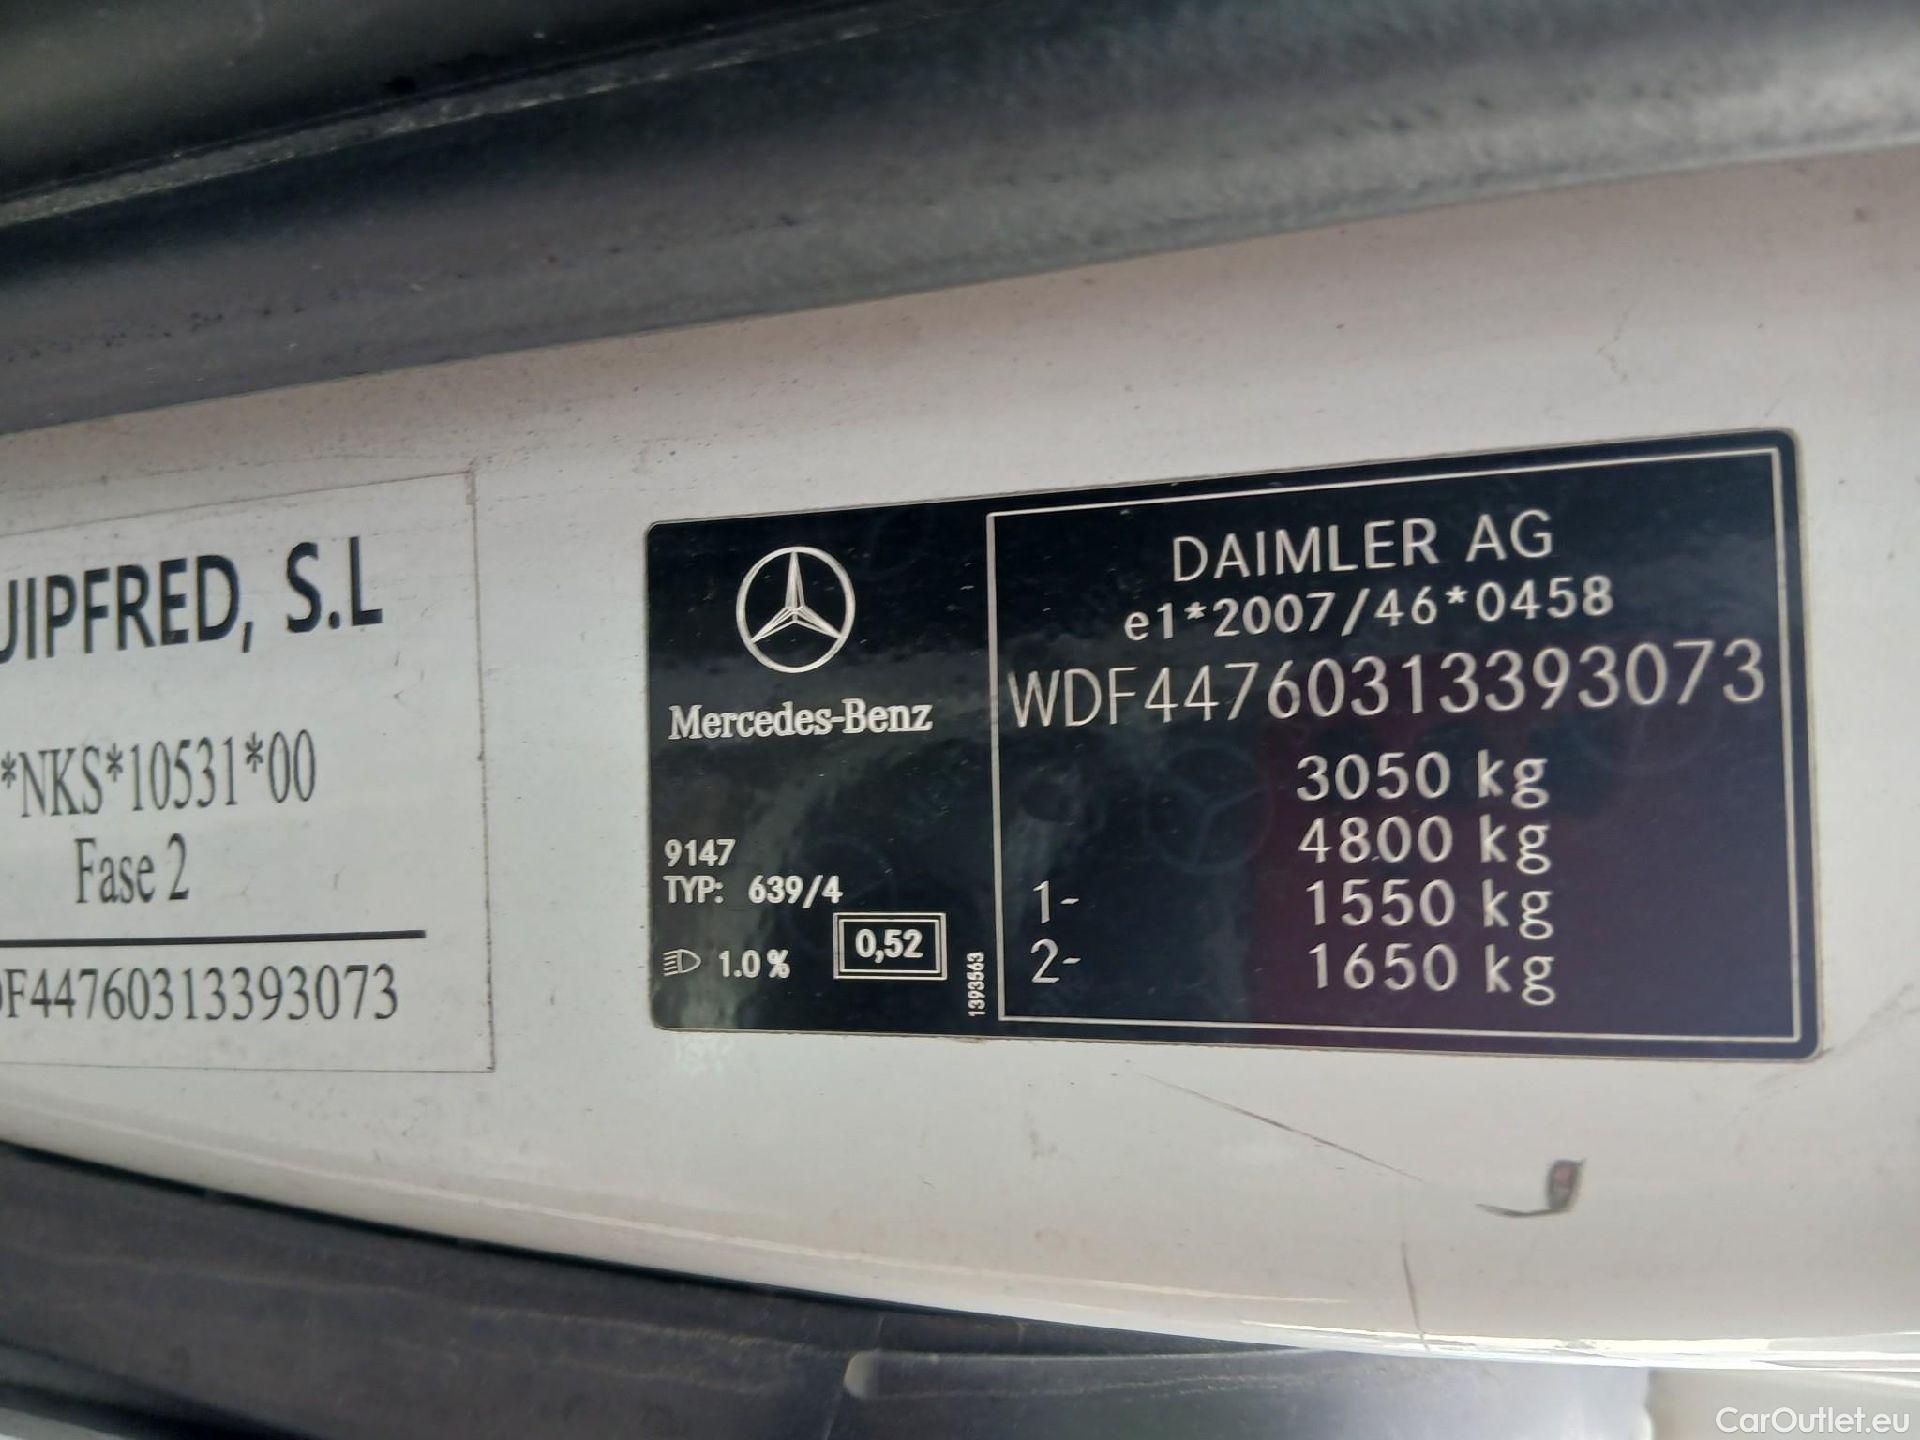 UIPFRED, S.L
*NKS*10531*00
Fase 2
DF44760313393073
Mercedes-Benz
9147
TYP: 639/4
1.0 %
0,52
1393563
DAIMLER AG
e1*2007/46*0458
WDF44760313393073
3050 kg
4800 kg
1- 1550 kg
2- 1650 kg
CarOutlet.eu